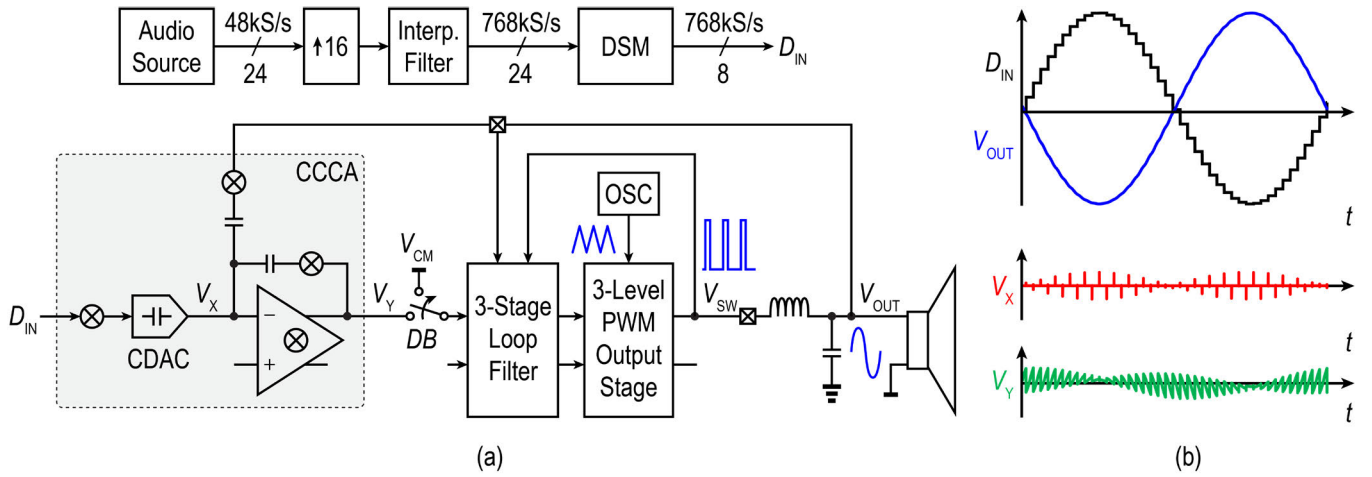 Audio
Source
48kS/s
24
↑16
Interp.
Filter
768kS/s
24
DSM
768kS/s
8
D_IN
CCCA
D_IN
CDAC
V_X
−
+
V_Y
V_CM
DB
3-Stage
Loop
Filter
OSC
3-Level
PWM
Output
Stage
V_SW
V_OUT
(a)
D_IN
V_OUT
t
V_X
t
V_Y
t
(b)